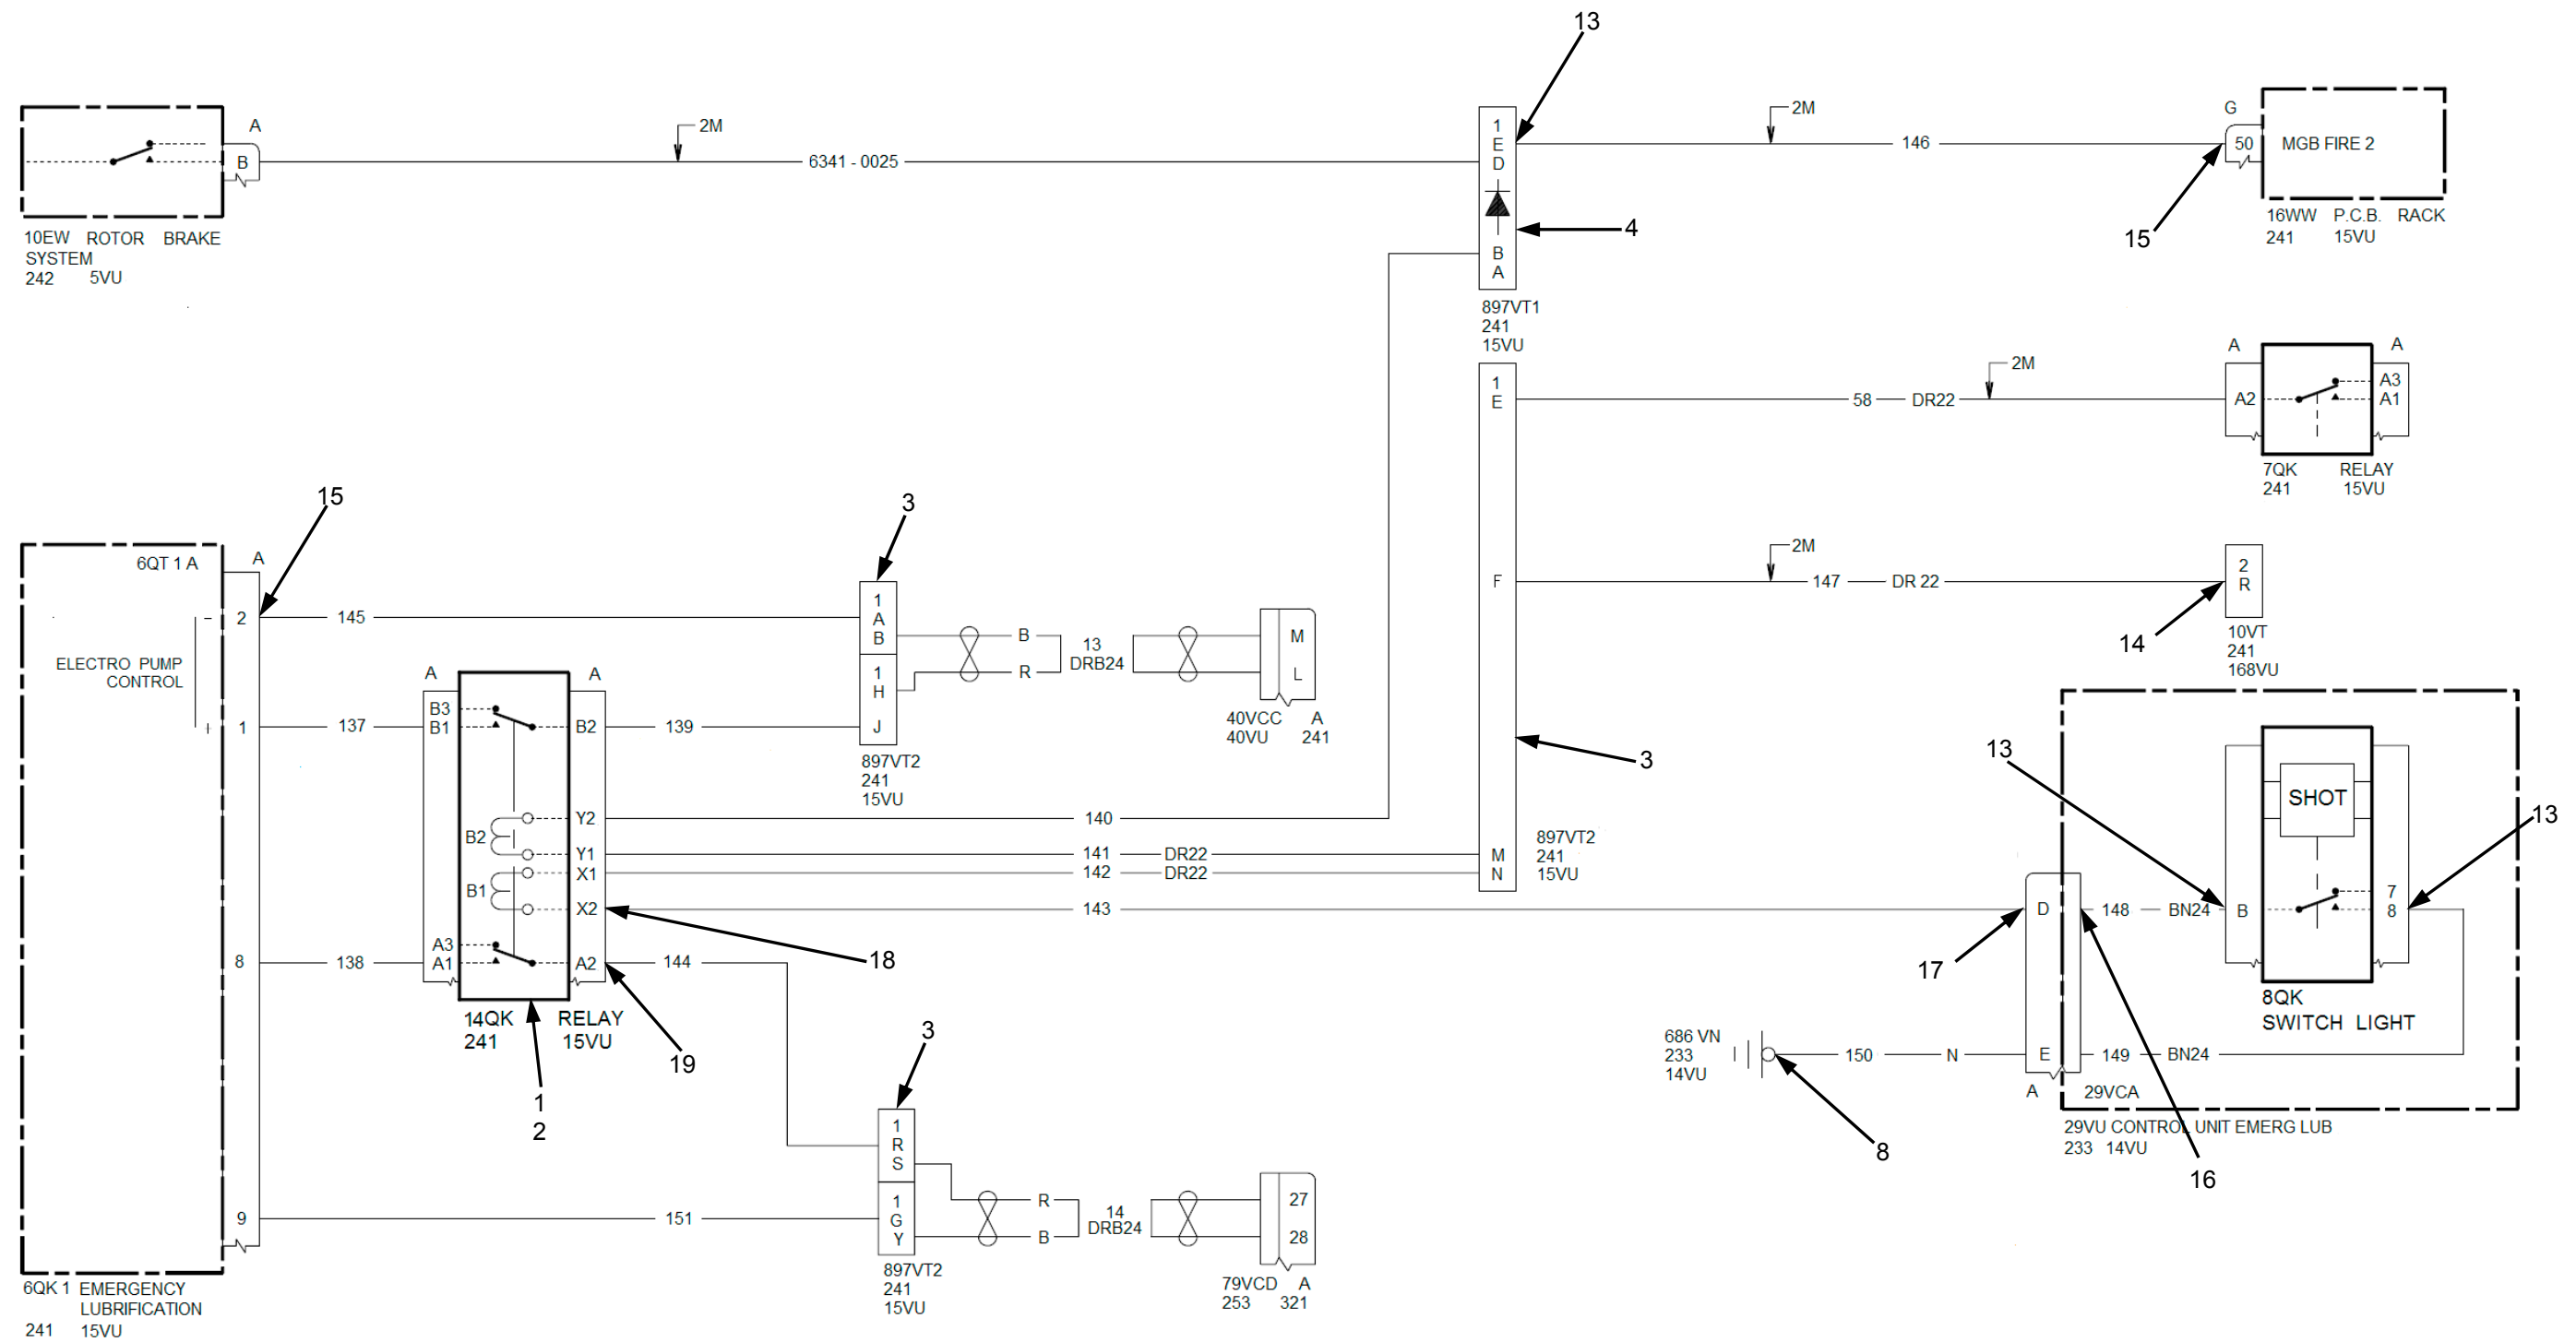 13
2M
146
G
50
MGB FIRE 2
16WW P.C.B. RACK
241 15VU
15
A
B
2M
6341 - 0025
10EW ROTOR BRAKE
SYSTEM
242 5VU
1
E
D
B
A
4
897VT1
241
15VU
1
E
58 DR22
2M
A
A
A2
A3
A1
7QK RELAY
241 15VU
F
2M
147 DR 22
2
R
10VT
241
168VU
14
3
M
N
897VT2
241
15VU
15
6QT 1 A
A
2
145
ELECTRO PUMP
CONTROL
-
+
1
137
8
138
9
151
6QK 1 EMERGENCY
LUBRIFICATION
241 15VU
3
1
A
B
1
H
J
897VT2
241
15VU
B
R
13
DRB24
M
L
40VCC A
40VU 241
A
A
B3
B1
B2
139
Y2
140
Y1
141 DR22
X1
142 DR22
X2
143
B2
B1
A3
A1
A2
144
14QK RELAY
241 15VU
1
2
18
19
3
1
R
S
1
G
Y
897VT2
241
15VU
R
B
14
DRB24
27
28
79VCD A
253 321
13
13
SHOT
B
7
8
8QK
SWITCH LIGHT
D
148 BN24
17
E
149 BN24
A
29VCA
29VU CONTROL UNIT EMERG LUB
233 14VU
16
686 VN
233
14VU
150 N
8